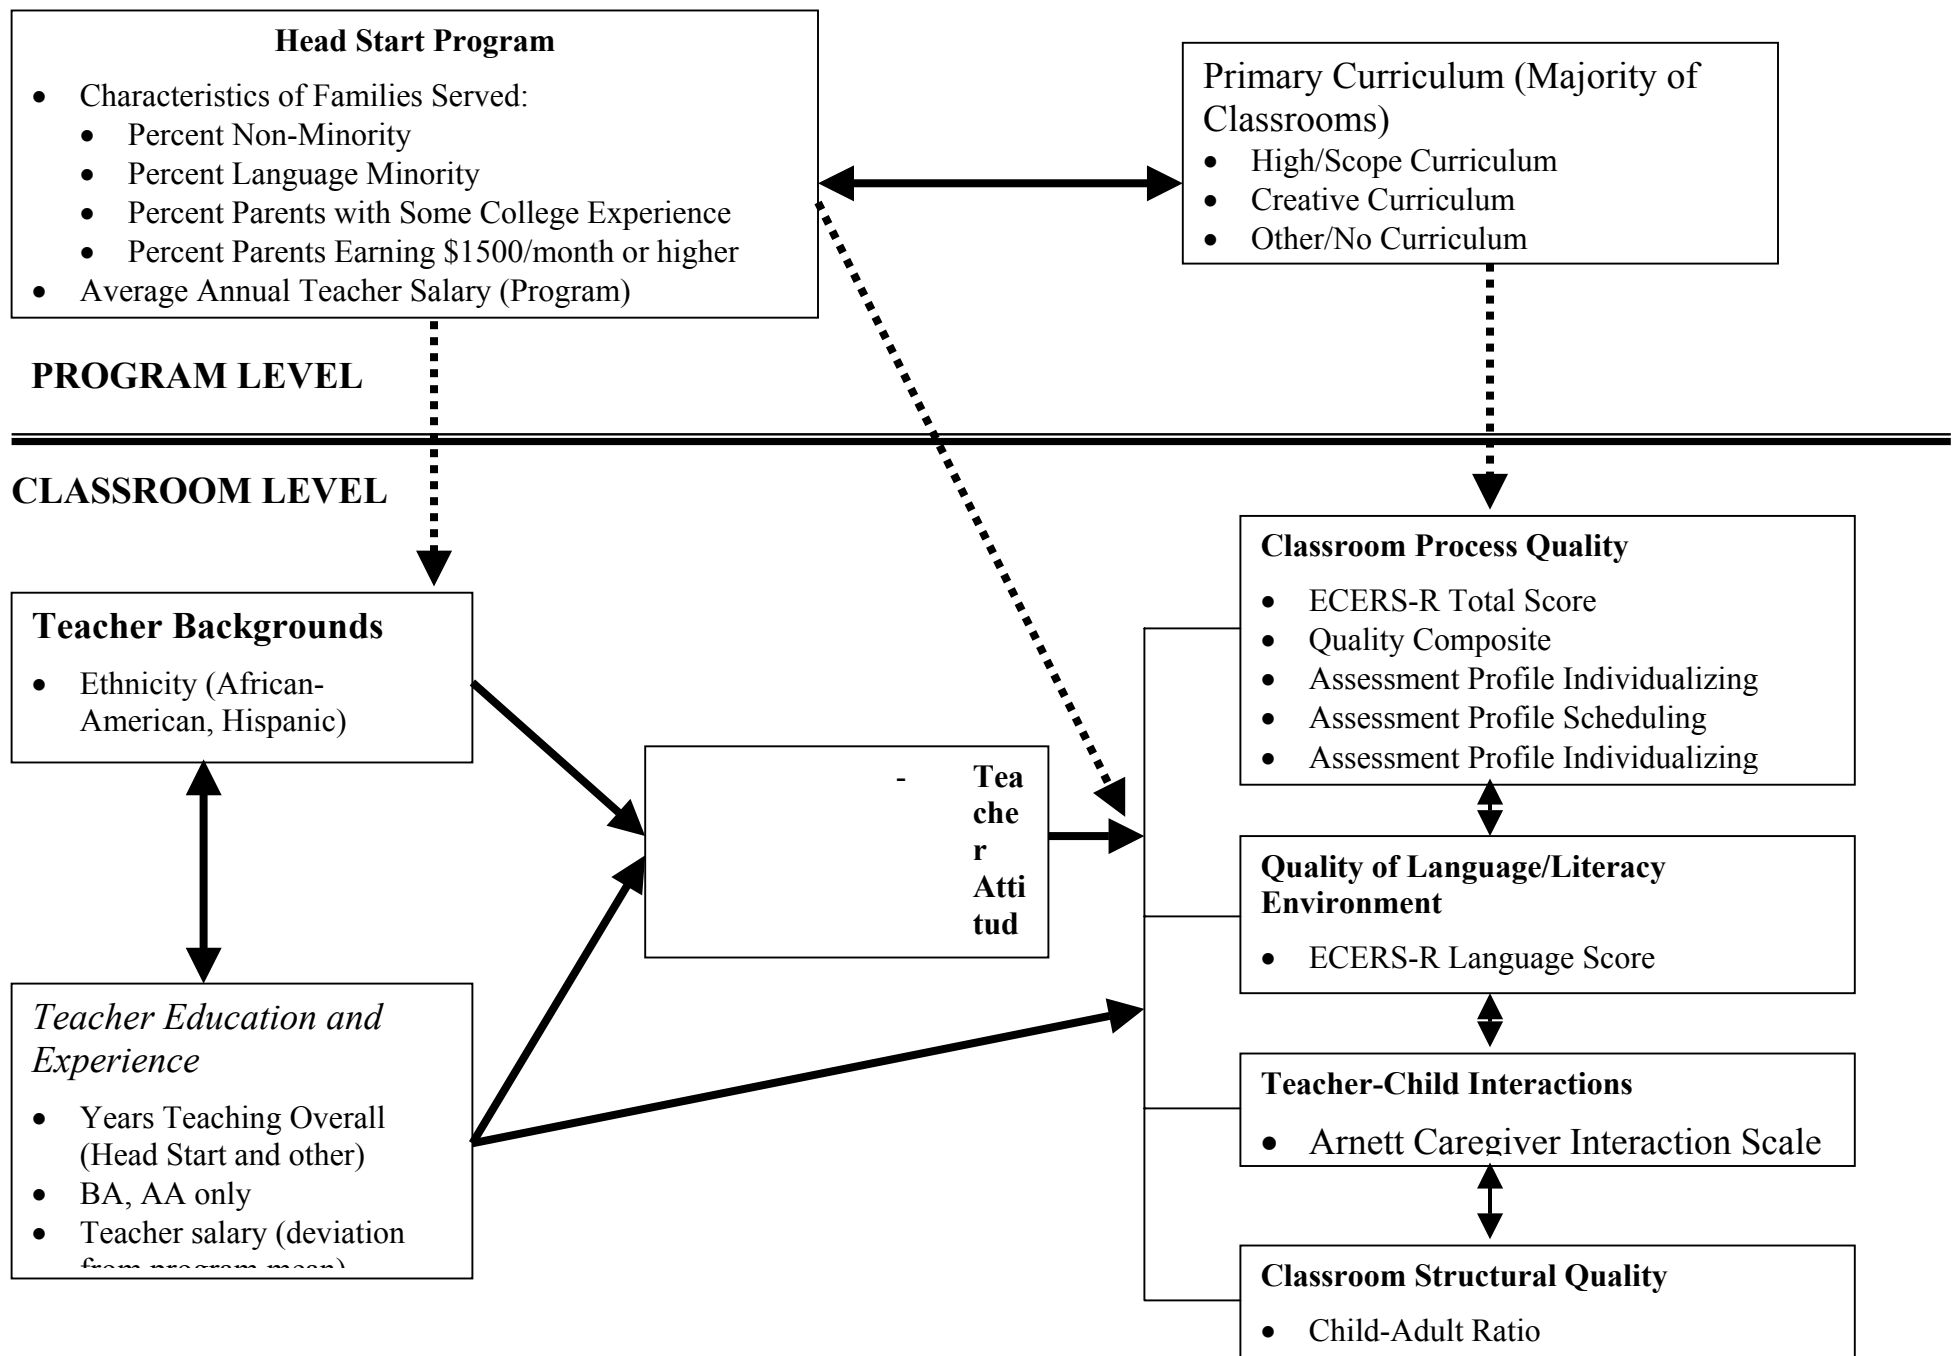 Head Start Program
• Characteristics of Families Served:
• Percent Non-Minority
• Percent Language Minority
• Percent Parents with Some College Experience
• Percent Parents Earning $1500/month or higher
• Average Annual Teacher Salary (Program)
Primary Curriculum (Majority of
Classrooms)
• High/Scope Curriculum
• Creative Curriculum
• Other/No Curriculum
PROGRAM LEVEL
CLASSROOM LEVEL
Teacher Backgrounds
• Ethnicity (African-
American, Hispanic)
Teacher Education and
Experience
• Years Teaching Overall
(Head Start and other)
• BA, AA only
• Teacher salary (deviation
from program mean)
- Tea
che
r
Atti
tud
Classroom Process Quality
• ECERS-R Total Score
• Quality Composite
• Assessment Profile Individualizing
• Assessment Profile Scheduling
• Assessment Profile Individualizing
Quality of Language/Literacy
Environment
• ECERS-R Language Score
Teacher-Child Interactions
• Arnett Caregiver Interaction Scale
Classroom Structural Quality
• Child-Adult Ratio